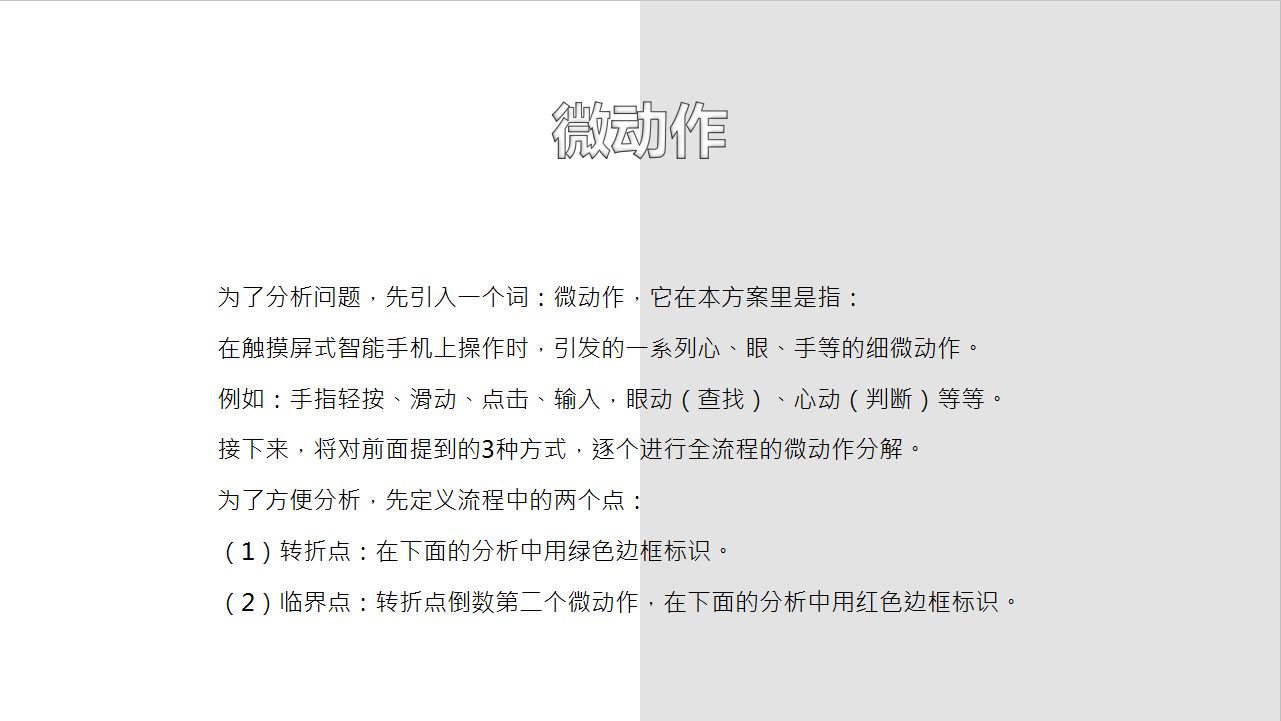 微动作
为了分析问题，先引入一个词：微动作，它在本方案里是指：
在触摸屏式智能手机上操作时，引发的一系列心、眼、手等的细微动作。
例如：手指轻按、滑动、点击、输入，眼动（查找）、心动（判断）等等。
接下来，将对前面提到的3种方式，逐个进行全流程的微动作分解。
为了方便分析，先定义流程中的两个点：
（1）转折点：在下面的分析中用绿色边框标识。
（2）临界点：转折点倒数第二个微动作，在下面的分析中用红色边框标识。